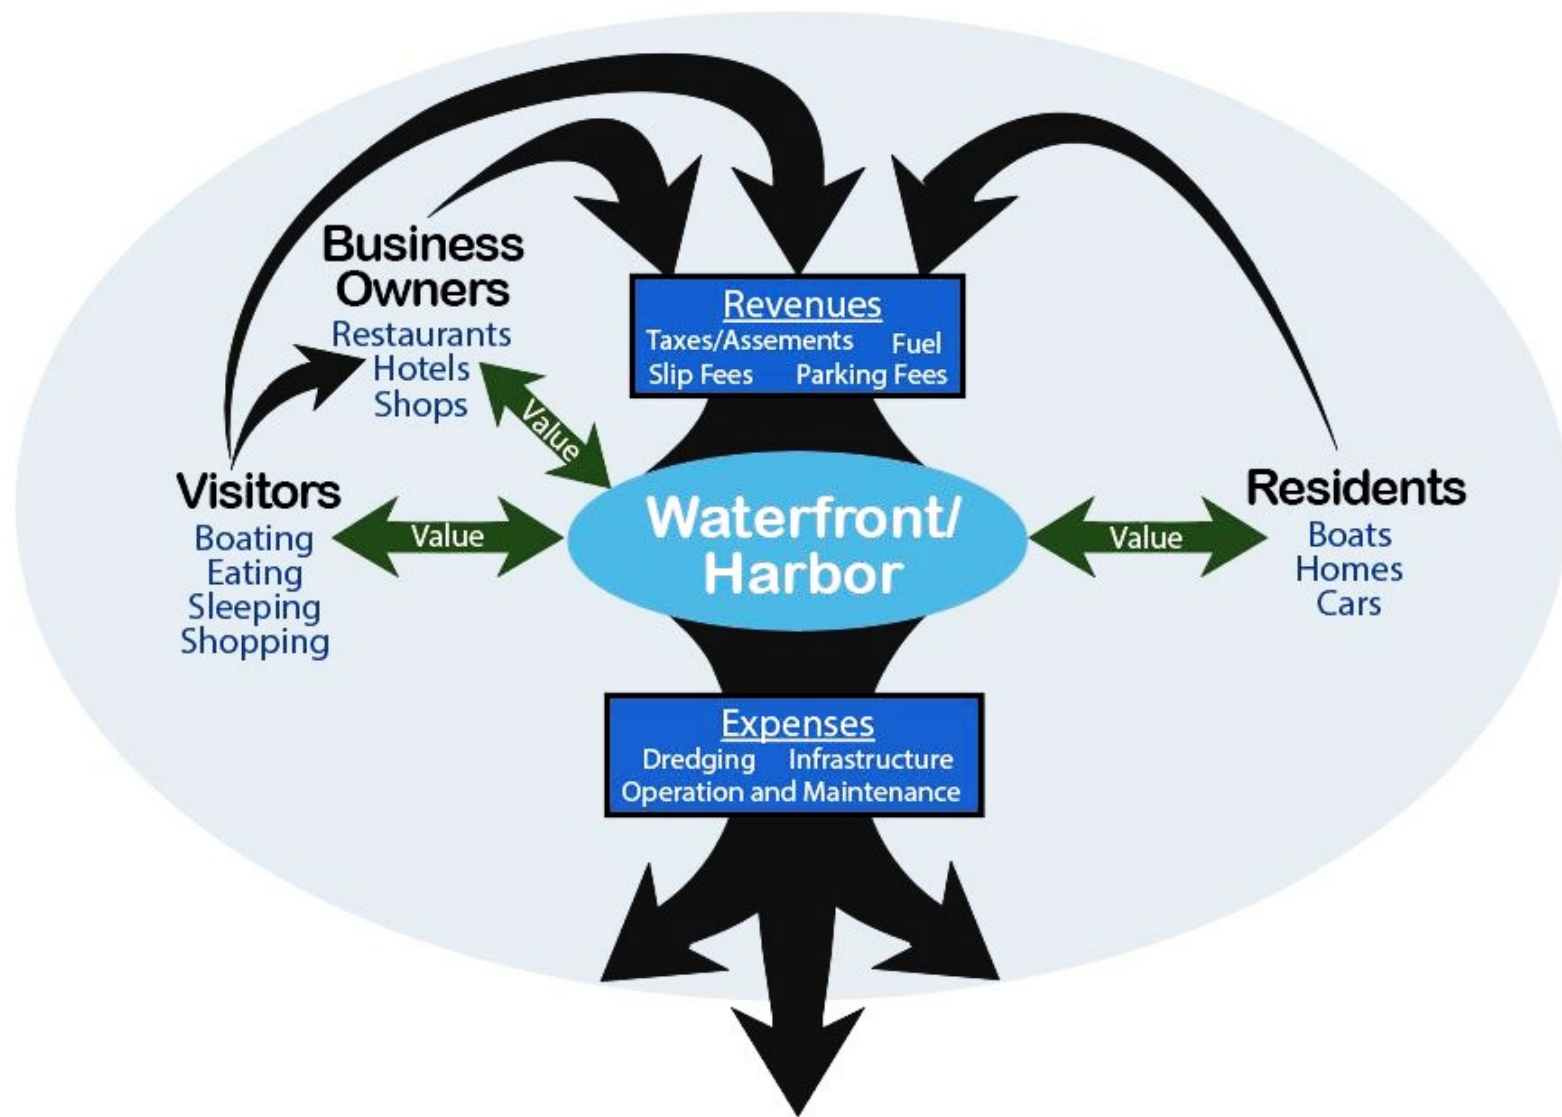 Business
Owners
Restaurants
Hotels
Shops
Revenues
Taxes/Assements Fuel
Slip Fees Parking Fees
Value
Visitors
Boating
Eating
Sleeping
Shopping
Value
Waterfront/
Harbor
Value
Residents
Boats
Homes
Cars
Expenses
Dredging Infrastructure
Operation and Maintenance